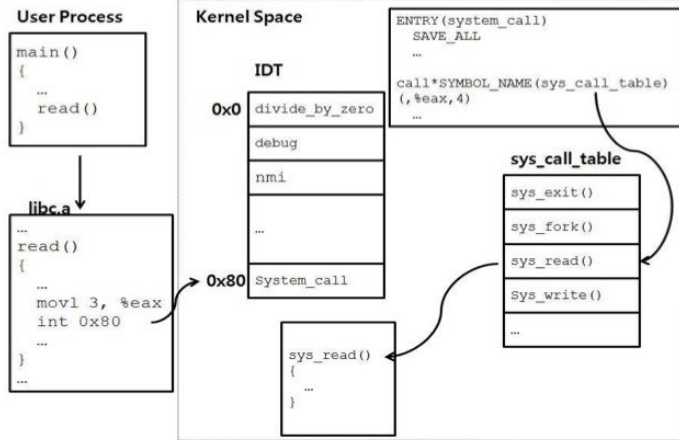 User Process
main()
{
…
read()
}
libc.a
…
read()
{
…
movl 3, %eax
int 0x80
…
}
…
Kernel Space
IDT
0x0
divide_by_zero
debug
nmi
…
0x80
System_call
ENTRY(system_call)
SAVE_ALL
…
call*SYMBOL_NAME(sys_call_table)
(,%eax,4)
…
sys_call_table
sys_exit()
sys_fork()
sys_read()
Sys_write()
…
sys_read()
{
…
}